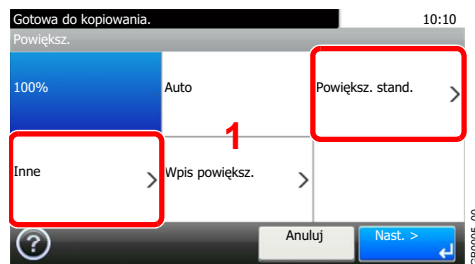 Gotowa do kopiowania. 10:10
Powiększ.
100% Auto Powiększ. stand. >
1
Inne > Wpis powiększ. >
? Anuluj Nast. >